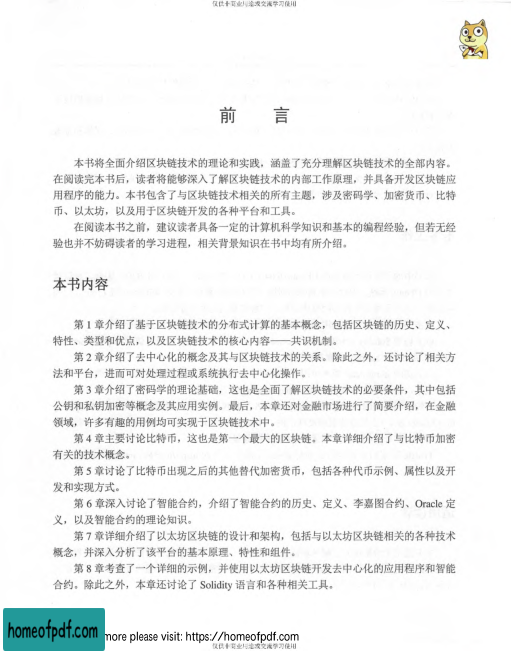 仅供非商业用途或交流学习使用
前 言
本书将全面介绍区块链技术的理论和实践，涵盖了充分理解区块链技术的全部内容。
在阅读完本书后，读者将能够深入了解区块链技术的内部工作原理，并具备开发区块链应
用程序的能力。本书包含了与区块链技术相关的所有主题，涉及密码学、加密货币、比特
币、以太坊，以及用于区块链开发的各种平台和工具。
在阅读本书之前，建议读者具备一定的计算机科学知识和基本的编程经验，但若无经
验也并不妨碍读者的学习进程，相关背景知识在书中均有所介绍。
本书内容
第 1 章介绍了基于区块链技术的分布式计算的基本概念，包括区块链的历史、定义、
特性、类型和优点，以及区块链技术的核心内容——共识机制。
第 2 章介绍了去中心化的概念及其与区块链技术的关系。除此之外，还讨论了相关方
法和平台，进而可对处理过程或系统执行去中心化操作。
第 3 章介绍了密码学的理论基础，这也是全面了解区块链技术的必要条件，其中包括
公钥和私钥加密等概念及其应用实例。最后，本章还对金融市场进行了简要介绍，在金融
领域，许多有趣的用例均可实现于区块链技术中。
第 4 章主要讨论比特币，这也是第一个最大的区块链。本章详细介绍了与比特币加密
有关的技术概念。
第 5 章讨论了比特币出现之后的其他替代加密货币，包括各种代币示例、属性以及开
发和实现方式。
第 6 章深入讨论了智能合约，介绍了智能合约的历史、定义、李嘉图合约、Oracle 定
义，以及智能合约的理论知识。
第 7 章详细介绍了以太坊区块链的设计和架构，包括与以太坊区块链相关的各种技术
概念，并深入分析了该平台的基本原理、特性和组件。
第 8 章考查了一个详细的示例，并使用以太坊区块链开发去中心化的应用程序和智能
合约。除此之外，本章还讨论了 Solidity 语言和各种相关工具。
homeofpdf.com
more please visit: https://homeofpdf.com
仅供非商业用途或交流学习使用